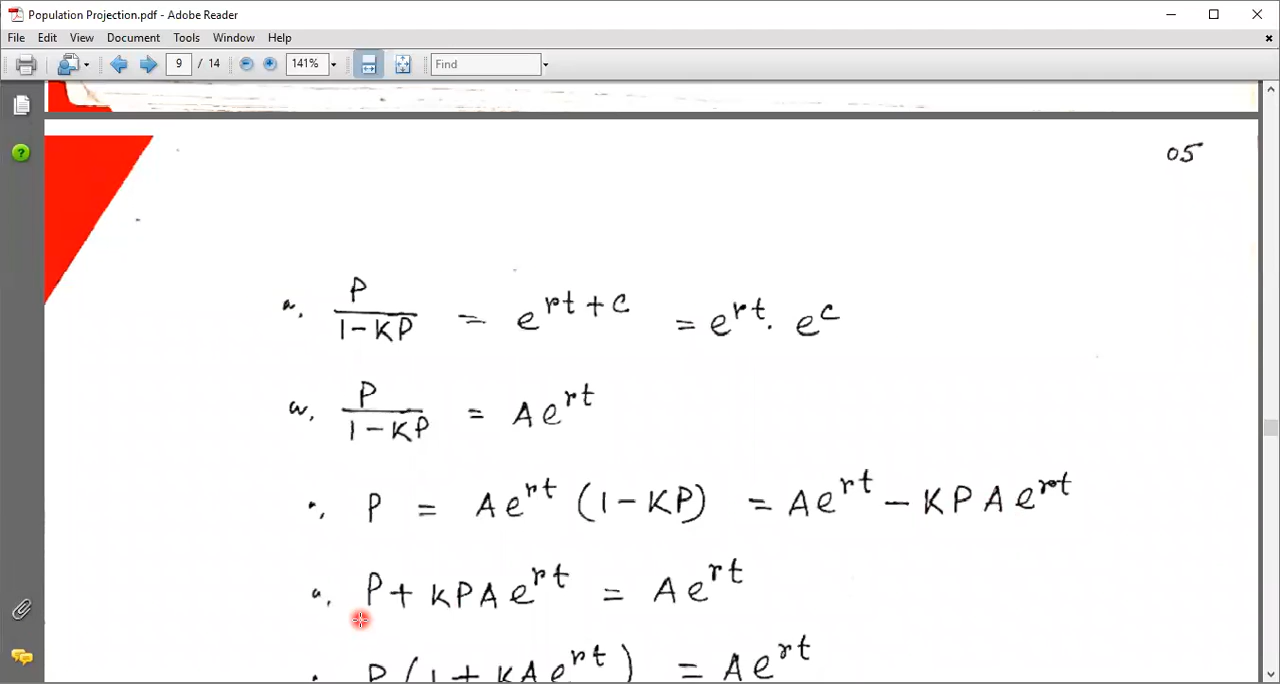 Population Projection.pdf - Adobe Reader
File Edit View Document Tools Window Help
9 / 14 141% Find
05
P/(1-KP) = e^(rt+c) = e^(rt) . e^c
P/(1-KP) = Ae^(rt)
P = Ae^(rt) (1-KP) = Ae^(rt) - KPAe^(rt)
P + KPAe^(rt) = Ae^(rt)
P(1 + KAe^(rt)) = Ae^(rt)